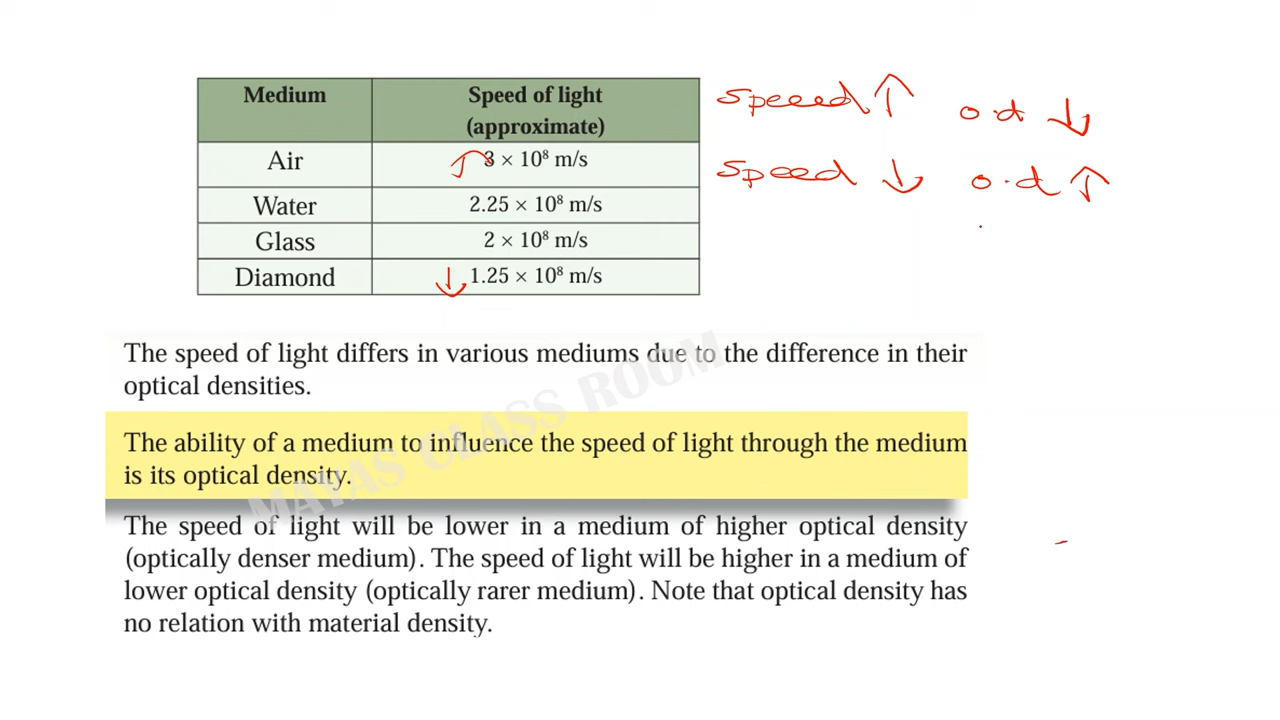 Medium Speed of light
(approximate)
Speeed ↑ o.d ↓
Air 3 × 10⁸ m/s
Speed ↓ o.d ↑
Water 2.25 × 10⁸ m/s
Glass 2 × 10⁸ m/s
Diamond 1.25 × 10⁸ m/s
The speed of light differs in various mediums due to the difference in their
optical densities.
The ability of a medium to influence the speed of light through the medium
is its optical density.
The speed of light will be lower in a medium of higher optical density
(optically denser medium). The speed of light will be higher in a medium of
lower optical density (optically rarer medium). Note that optical density has
no relation with material density.
MAYAS CLASS ROOM